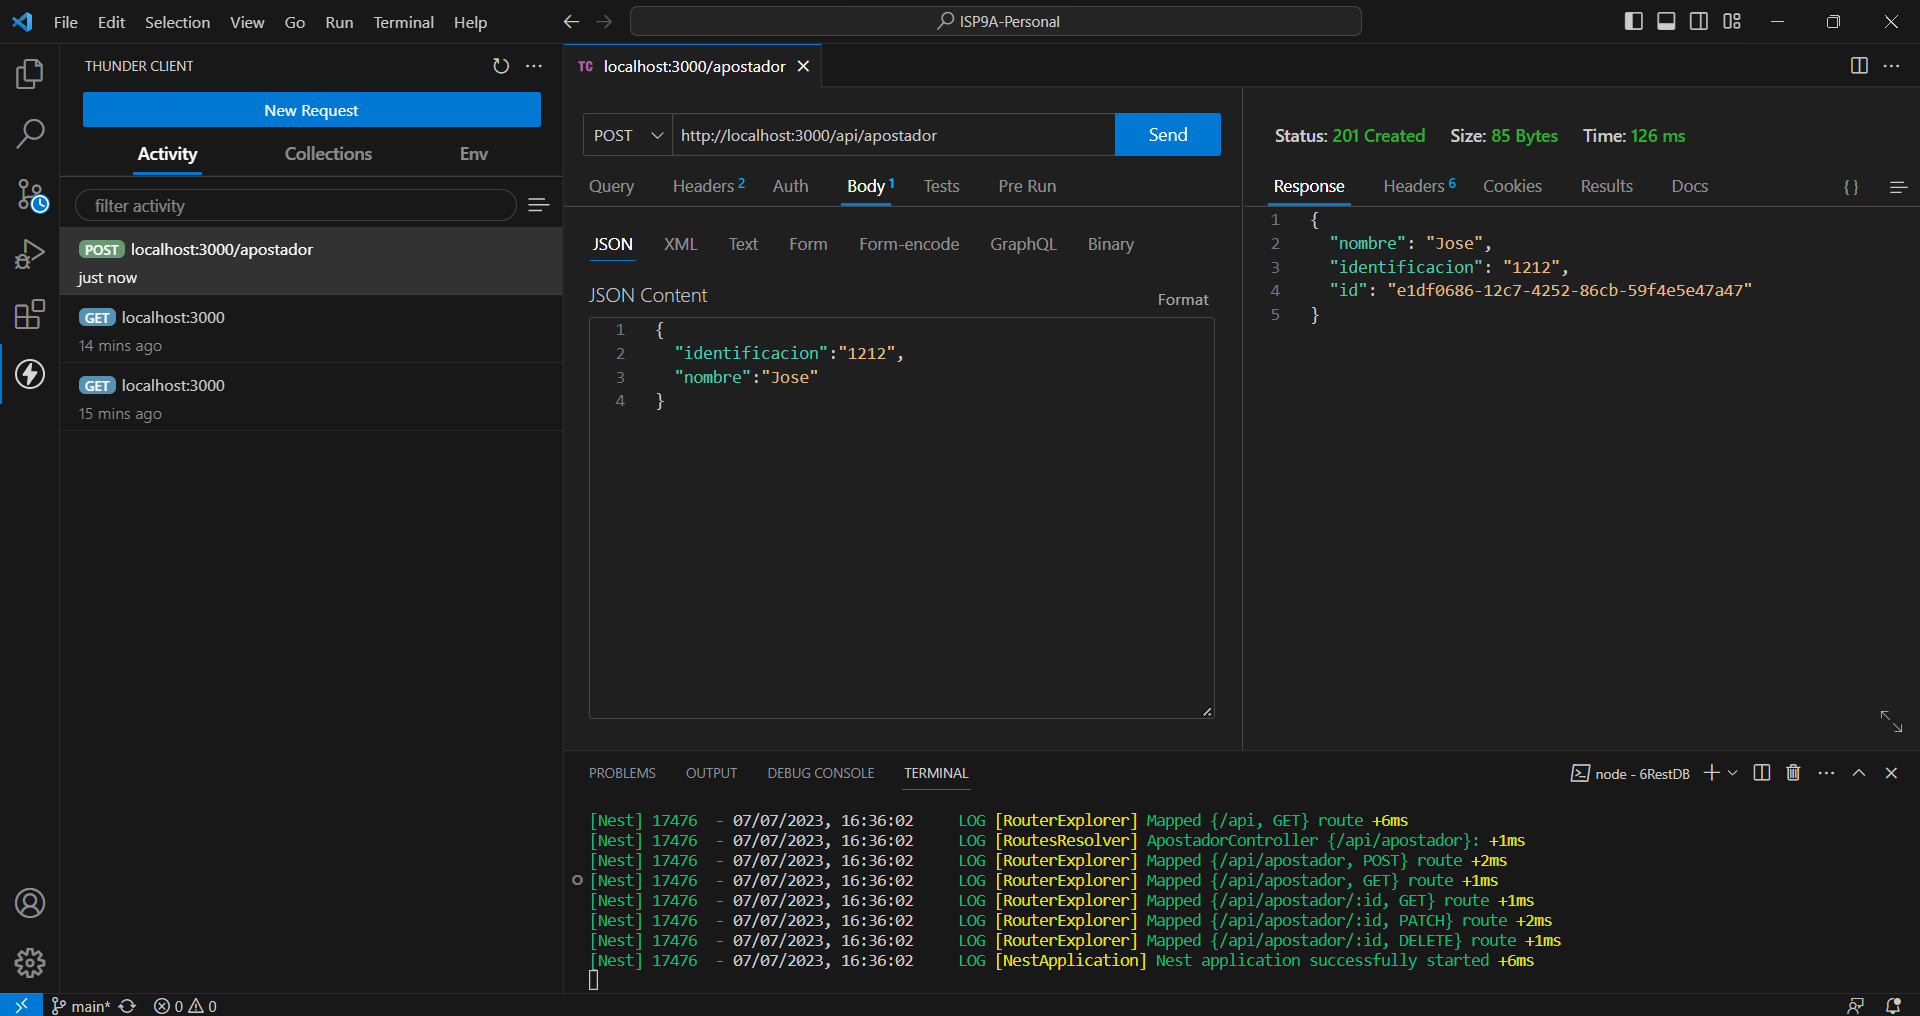 File Edit Selection View Go Run Terminal Help
ISP9A-Personal
THUNDER CLIENT
New Request
Activity Collections Env
filter activity
POST localhost:3000/apostador
just now
GET localhost:3000
14 mins ago
GET localhost:3000
15 mins ago
TC localhost:3000/apostador
POST http://localhost:3000/api/apostador Send
Query Headers 2 Auth Body 1 Tests Pre Run
JSON XML Text Form Form-encode GraphQL Binary
JSON Content
Format
1 {
2 "identificacion":"1212",
3 "nombre":"Jose"
4 }
Status: 201 Created Size: 85 Bytes Time: 126 ms
Response Headers 6 Cookies Results Docs { }
1 {
2 "nombre": "Jose",
3 "identificacion": "1212",
4 "id": "e1df0686-12c7-4252-86cb-59f4e5e47a47"
5 }
PROBLEMS OUTPUT DEBUG CONSOLE TERMINAL
node - 6RestDB
[Nest] 17476 - 07/07/2023, 16:36:02 LOG [RouterExplorer] Mapped {/api, GET} route +6ms
[Nest] 17476 - 07/07/2023, 16:36:02 LOG [RoutesResolver] ApostadorController {/api/apostador}: +1ms
[Nest] 17476 - 07/07/2023, 16:36:02 LOG [RouterExplorer] Mapped {/api/apostador, POST} route +2ms
[Nest] 17476 - 07/07/2023, 16:36:02 LOG [RouterExplorer] Mapped {/api/apostador, GET} route +1ms
[Nest] 17476 - 07/07/2023, 16:36:02 LOG [RouterExplorer] Mapped {/api/apostador/:id, GET} route +1ms
[Nest] 17476 - 07/07/2023, 16:36:02 LOG [RouterExplorer] Mapped {/api/apostador/:id, PATCH} route +2ms
[Nest] 17476 - 07/07/2023, 16:36:02 LOG [RouterExplorer] Mapped {/api/apostador/:id, DELETE} route +1ms
[Nest] 17476 - 07/07/2023, 16:36:02 LOG [NestApplication] Nest application successfully started +6ms
main* 0 0